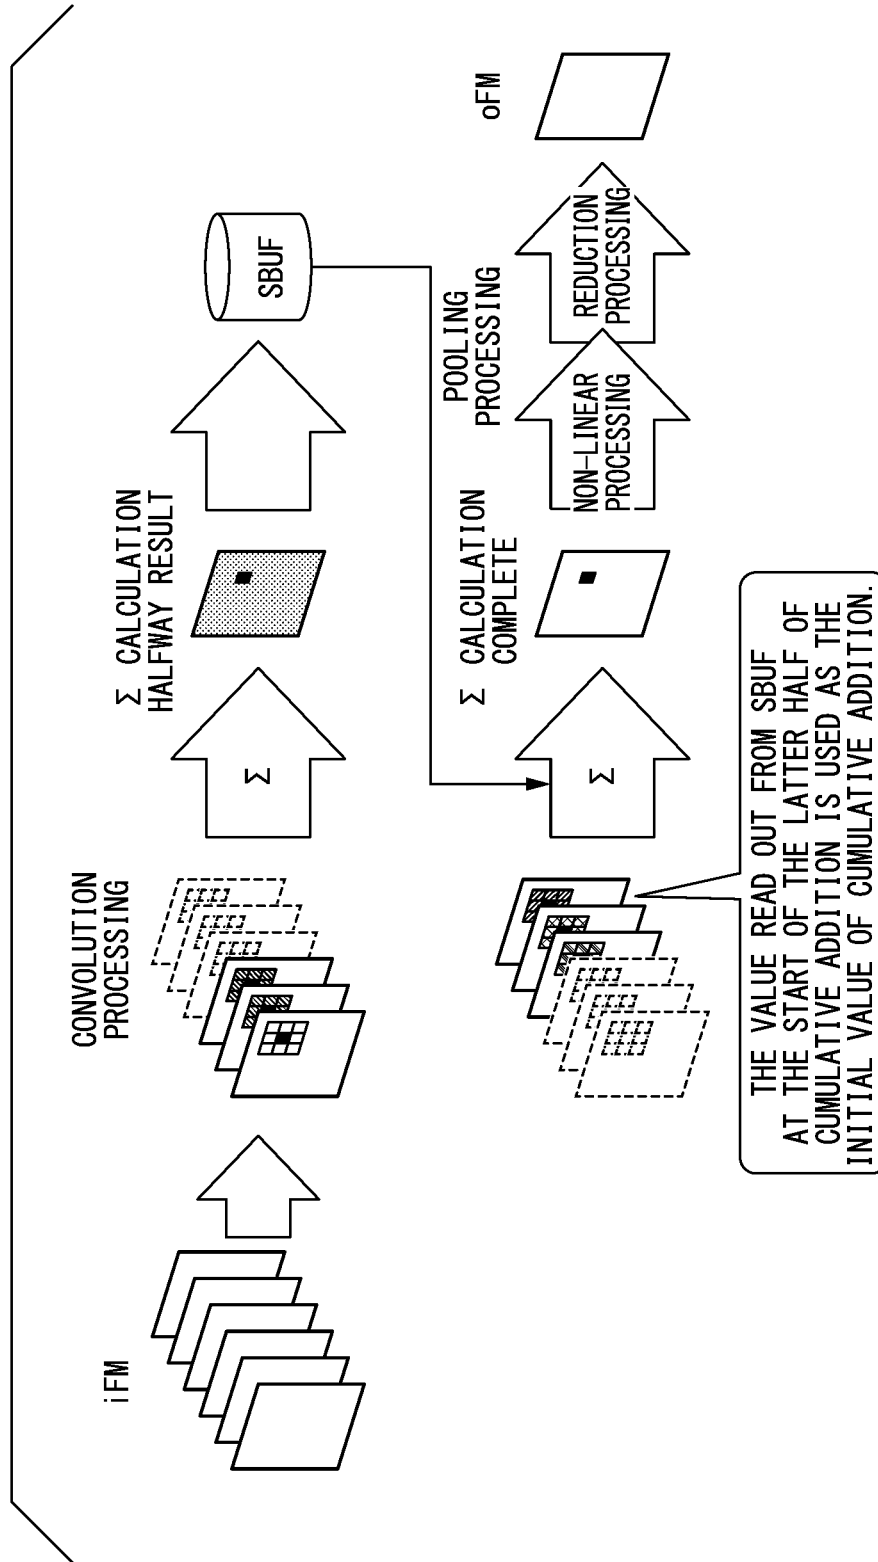 iFM
CONVOLUTION
PROCESSING
Σ
Σ CALCULATION
HALFWAY RESULT
SBUF
Σ
Σ CALCULATION
COMPLETE
POOLING
PROCESSING
NON-LINEAR
PROCESSING
REDUCTION
PROCESSING
oFM
THE VALUE READ OUT FROM SBUF
AT THE START OF THE LATTER HALF OF
CUMULATIVE ADDITION IS USED AS THE
INITIAL VALUE OF CUMULATIVE ADDITION.